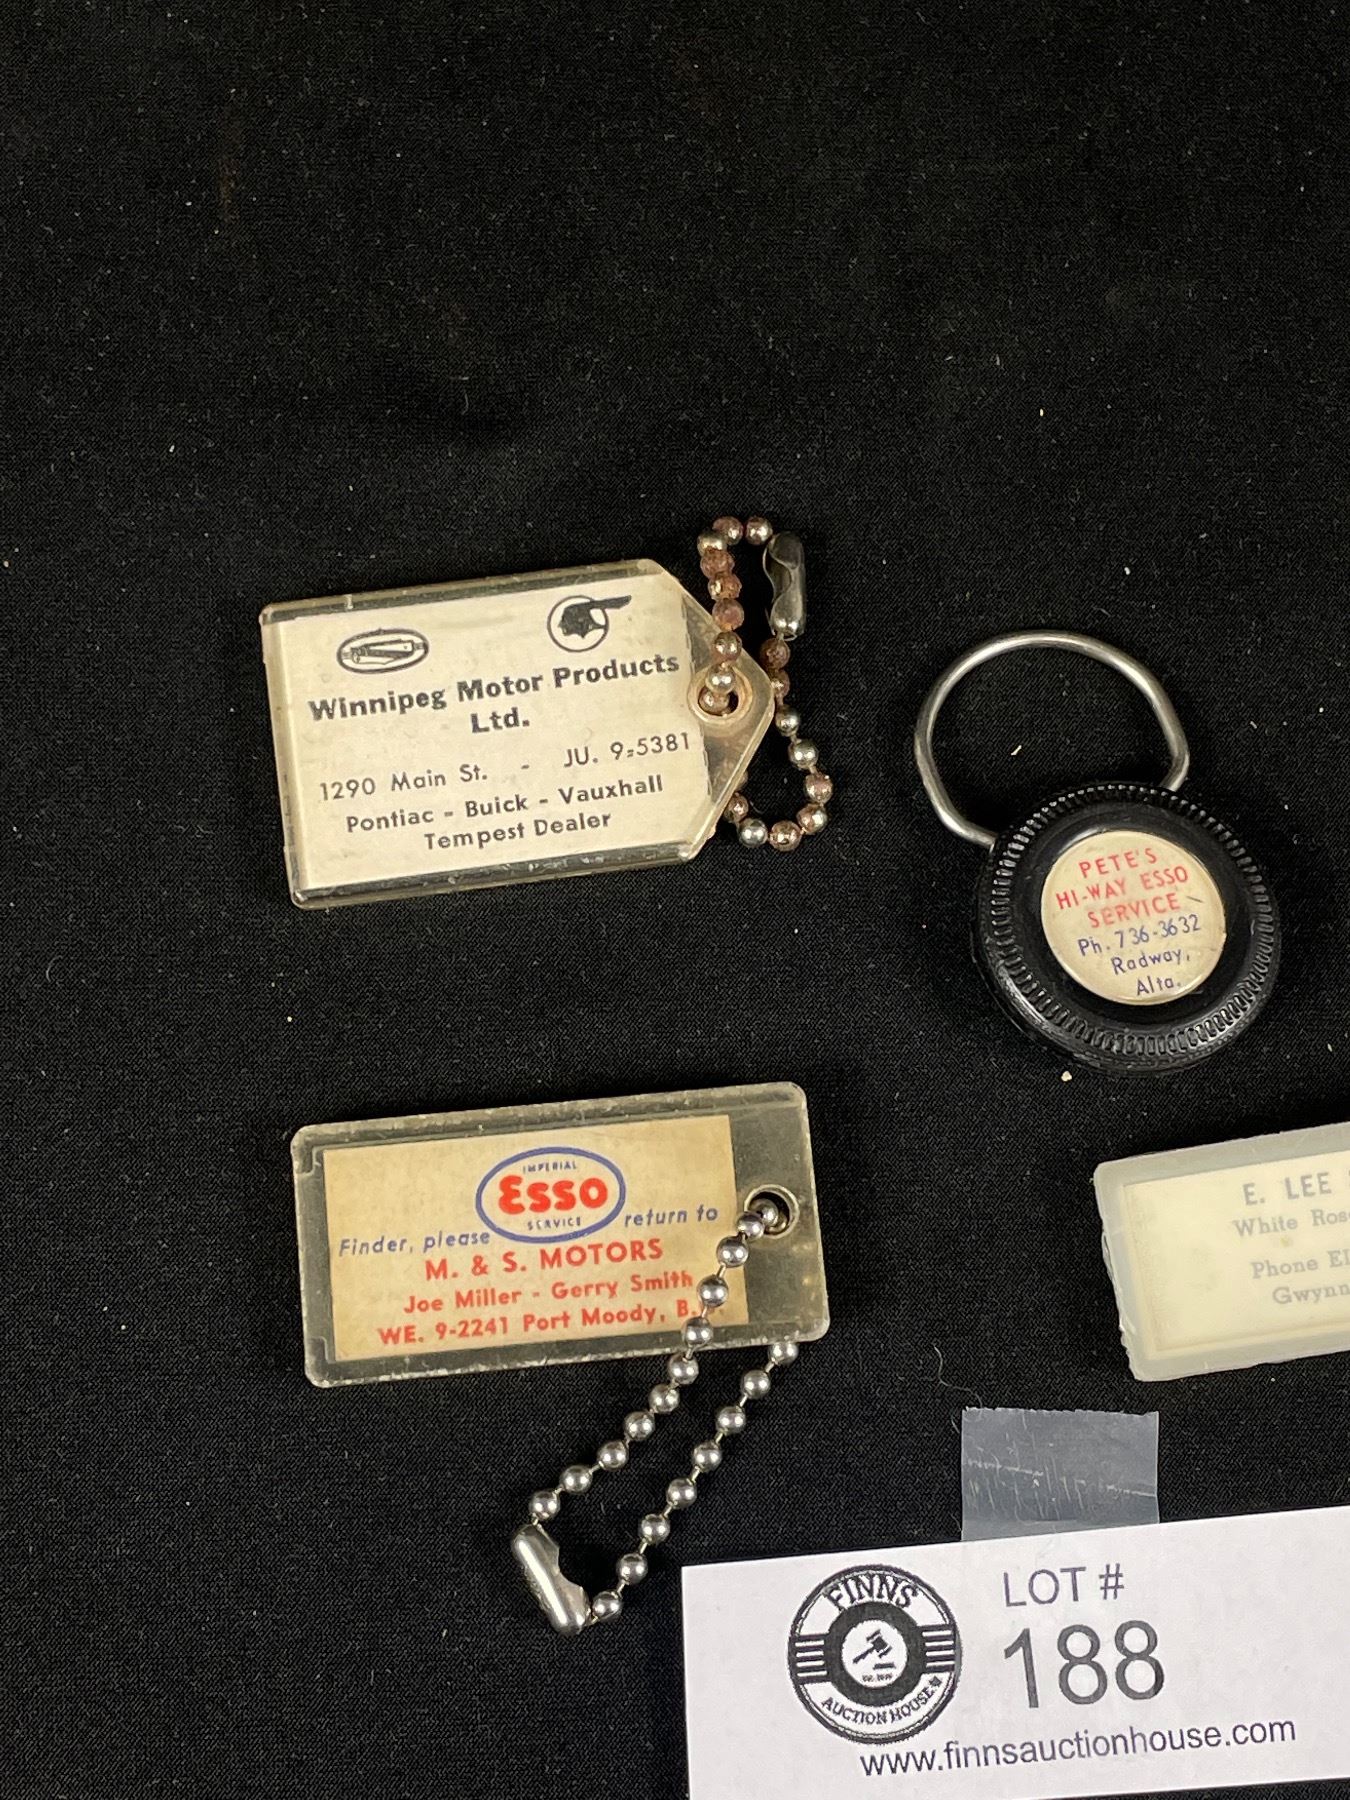 Winnipeg Motor Products
Ltd.
1290 Main St. - JU. 9-5381
Pontiac - Buick - Vauxhall
Tempest Dealer
PETE'S
HI-WAY ESSO
SERVICE
Ph. 736-3632
Radway,
Alta.
IMPERIAL
Esso
SERVICE
Finder, please return to
M. & S. MOTORS
Joe Miller - Gerry Smith
WE. 9-2241 Port Moody, B.
E. LEE
White
Phone
FINNS
AUCTION HOUSE
LOT #
188
www.finnsauctionhouse.com